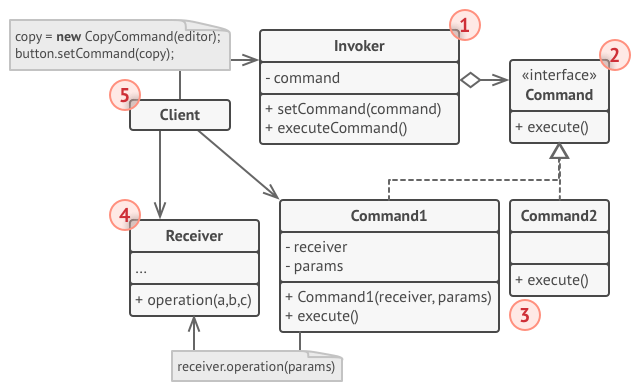 copy = new CopyCommand(editor);
button.setCommand(copy);
1
Invoker
- command
+ setCommand(command)
+ executeCommand()
2
«interface»
Command
+ execute()
5
Client
4
Receiver
...
+ operation(a,b,c)
Command1
- receiver
- params
+ Command1(receiver, params)
+ execute()
Command2
+ execute()
3
receiver.operation(params)